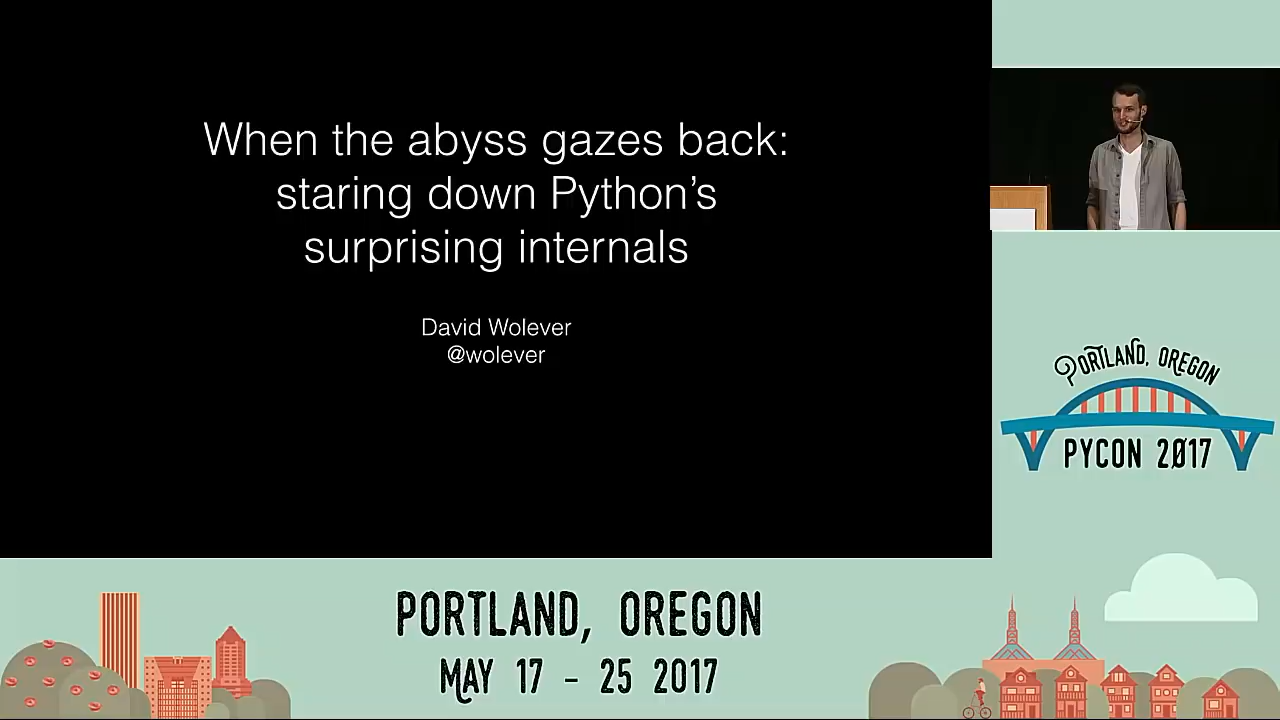 When the abyss gazes back:
staring down Python’s
surprising internals
David Wolever
@wolever
PORTLAND, OREGON
PYCON 2017
PORTLAND, OREGON
MAY 17 - 25 2017